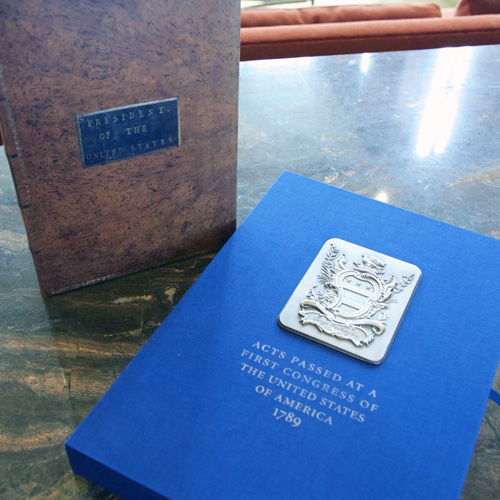 PRESIDENT.
OF THE
UNITED STATES
ACTS PASSED AT A
FIRST CONGRESS OF
THE UNITED STATES
OF AMERICA
1789